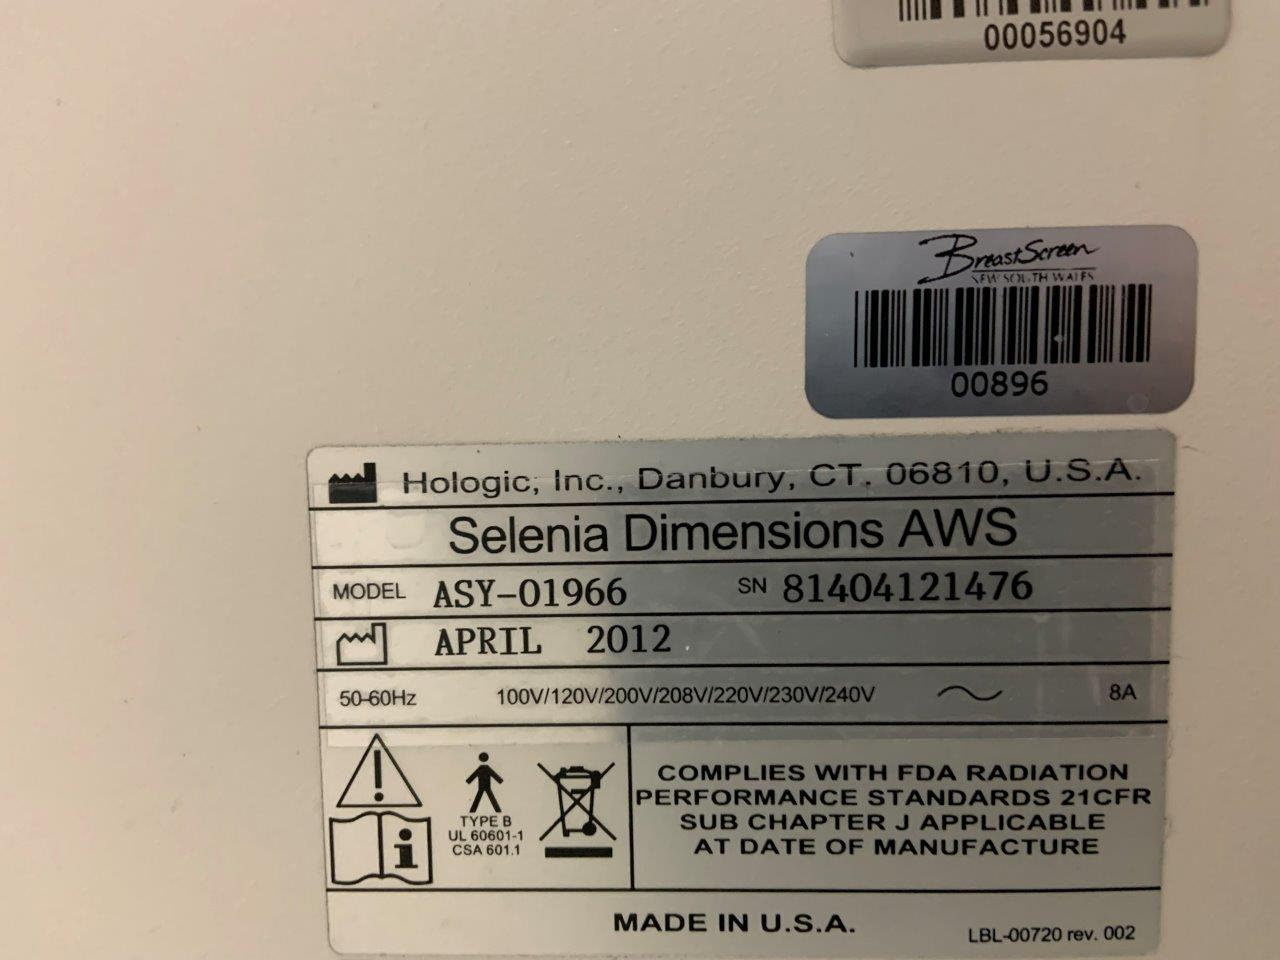 00056904
BreastScreen
NEW SOUTH WALES
00896
Hologic, Inc., Danbury, CT. 06810, U.S.A.
Selenia Dimensions AWS
MODEL ASY-01966 SN 81404121476
APRIL 2012
50-60Hz 100V/120V/200V/208V/220V/230V/240V 8A
TYPE B
UL 60601-1
CSA 601.1
COMPLIES WITH FDA RADIATION
PERFORMANCE STANDARDS 21CFR
SUB CHAPTER J APPLICABLE
AT DATE OF MANUFACTURE
MADE IN U.S.A.
LBL-00720 rev. 002